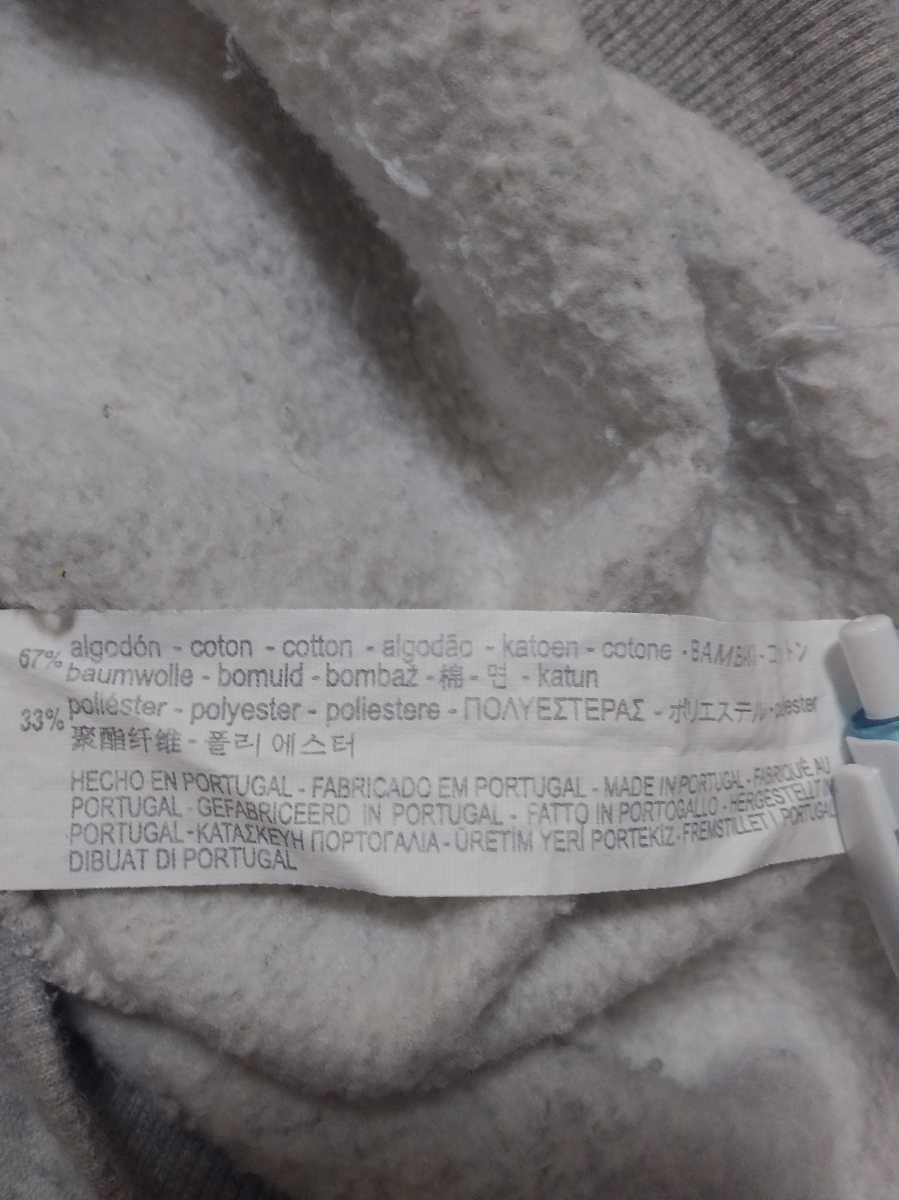 67% algodón - coton - cotton - algodão - katoen - cotone - BAMBKI - コットン
baumwolle - bomuld - bombaž - 棉 - 면 - katun
33% poliéster - polyester - poliestere - ΠΟΛΥΕΣΤΕΡΑΣ - ポリエステル -
聚酯纤维 - 폴리 에스터
HECHO EN PORTUGAL - FABRICADO EM PORTUGAL - MADE IN PORTUGAL - FABRIQUÉ AU
PORTUGAL - GEFABRICEERD IN PORTUGAL - FATTO IN PORTOGALLO - HERGESTELLT IN
PORTUGAL - ΚΑΤΑΣΚΕΥΗ ΠΟΡΤΟΓΑΛΙΑ - ÜRETİM YERİ PORTEKİZ - FREMSTILLET I PORTUGAL
DIBUAT DI PORTUGAL